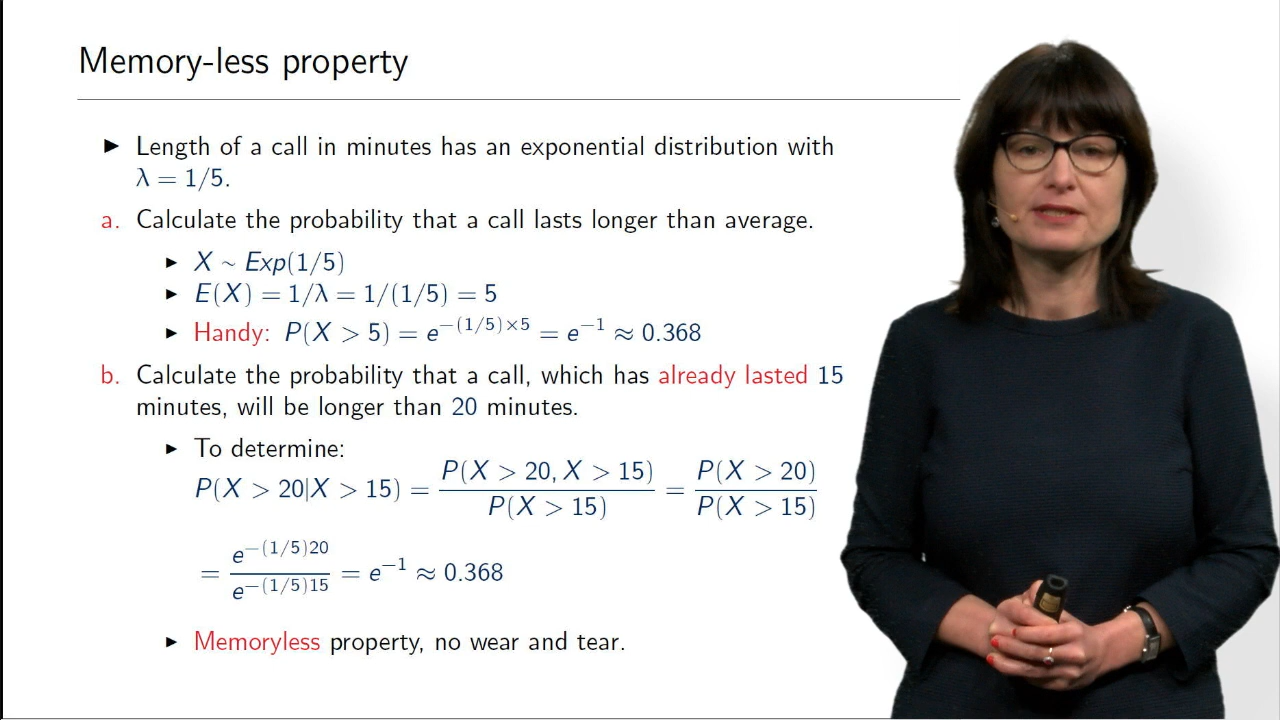 Memory-less property
▶ Length of a call in minutes has an exponential distribution with
λ = 1/5.
a. Calculate the probability that a call lasts longer than average.
▶ X ~ Exp(1/5)
▶ E(X) = 1/λ = 1/(1/5) = 5
▶ Handy: P(X > 5) = e^{−(1/5)×5} = e^{−1} ≈ 0.368
b. Calculate the probability that a call, which has already lasted 15
minutes, will be longer than 20 minutes.
▶ To determine:
P(X > 20|X > 15) = \frac{P(X > 20, X > 15)}{P(X > 15)} = \frac{P(X > 20)}{P(X > 15)}
= \frac{e^{−(1/5)20}}{e^{−(1/5)15}} = e^{−1} ≈ 0.368
▶ Memoryless property, no wear and tear.